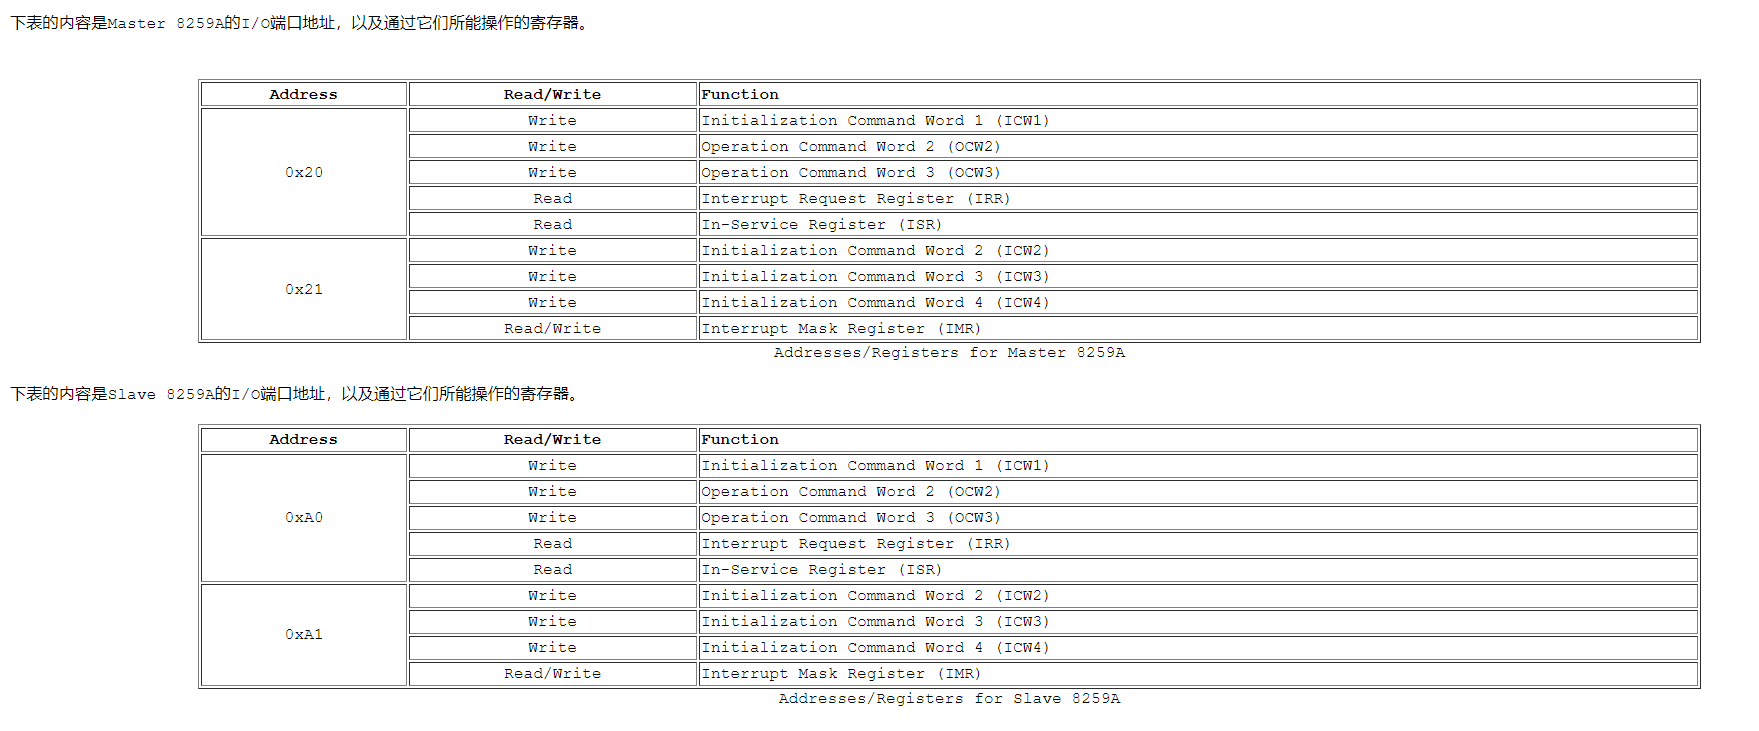 下表的内容是Master 8259A的I/O端口地址，以及通过它们所能操作的寄存器。
Address Read/Write Function
0x20 Write Initialization Command Word 1 (ICW1)
Write Operation Command Word 2 (OCW2)
Write Operation Command Word 3 (OCW3)
Read Interrupt Request Register (IRR)
Read In-Service Register (ISR)
0x21 Write Initialization Command Word 2 (ICW2)
Write Initialization Command Word 3 (ICW3)
Write Initialization Command Word 4 (ICW4)
Read/Write Interrupt Mask Register (IMR)
Addresses/Registers for Master 8259A
下表的内容是Slave 8259A的I/O端口地址，以及通过它们所能操作的寄存器。
Address Read/Write Function
0xA0 Write Initialization Command Word 1 (ICW1)
Write Operation Command Word 2 (OCW2)
Write Operation Command Word 3 (OCW3)
Read Interrupt Request Register (IRR)
Read In-Service Register (ISR)
0xA1 Write Initialization Command Word 2 (ICW2)
Write Initialization Command Word 3 (ICW3)
Write Initialization Command Word 4 (ICW4)
Read/Write Interrupt Mask Register (IMR)
Addresses/Registers for Slave 8259A